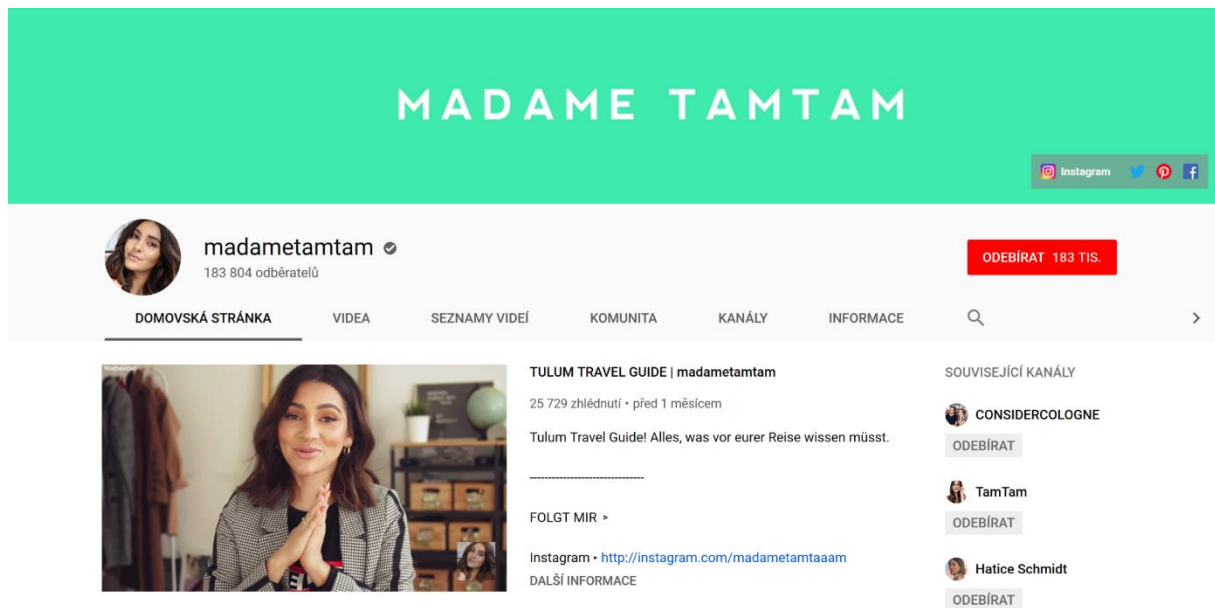 MADAME TAMTAM
Instagram
madametamtam
183 804 odběratelů
ODEBÍRAT 183 TIS.
DOMOVSKÁ STRÁNKA VIDEA SEZNAMY VIDEÍ KOMUNITA KANÁLY INFORMACE
Werbevideo
TULUM TRAVEL GUIDE | madametamtam
25 729 zhlédnutí • před 1 měsícem
Tulum Travel Guide! Alles, was vor eurer Reise wissen müsst.
-------------------------------
FOLGT MIR ▹
Instagram ‣ http://instagram.com/madametamtaaam
DALŠÍ INFORMACE
SOUVISEJÍCÍ KANÁLY
CONSIDERCOLOGNE
ODEBÍRAT
TamTam
ODEBÍRAT
Hatice Schmidt
ODEBÍRAT